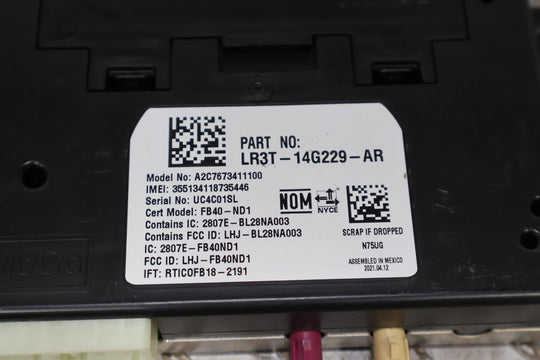 PART NO:
LR3T-14G229-AR
Model No: A2C7673411100
IMEI: 355134118735446
Serial No: UC4C01SL
Cert Model: FB40-ND1
Contains IC: 2807E-BL28NA003
Contains FCC ID: LHJ-BL28NA003
IC: 2807E-FB40ND1
FCC ID: LHJ-FB40ND1
IFT: RTICOFB18-2191
NOM
NYCE
SCRAP IF DROPPED
N75UG
ASSEMBLED IN MEXICO
2021.04.12
FoMoCo